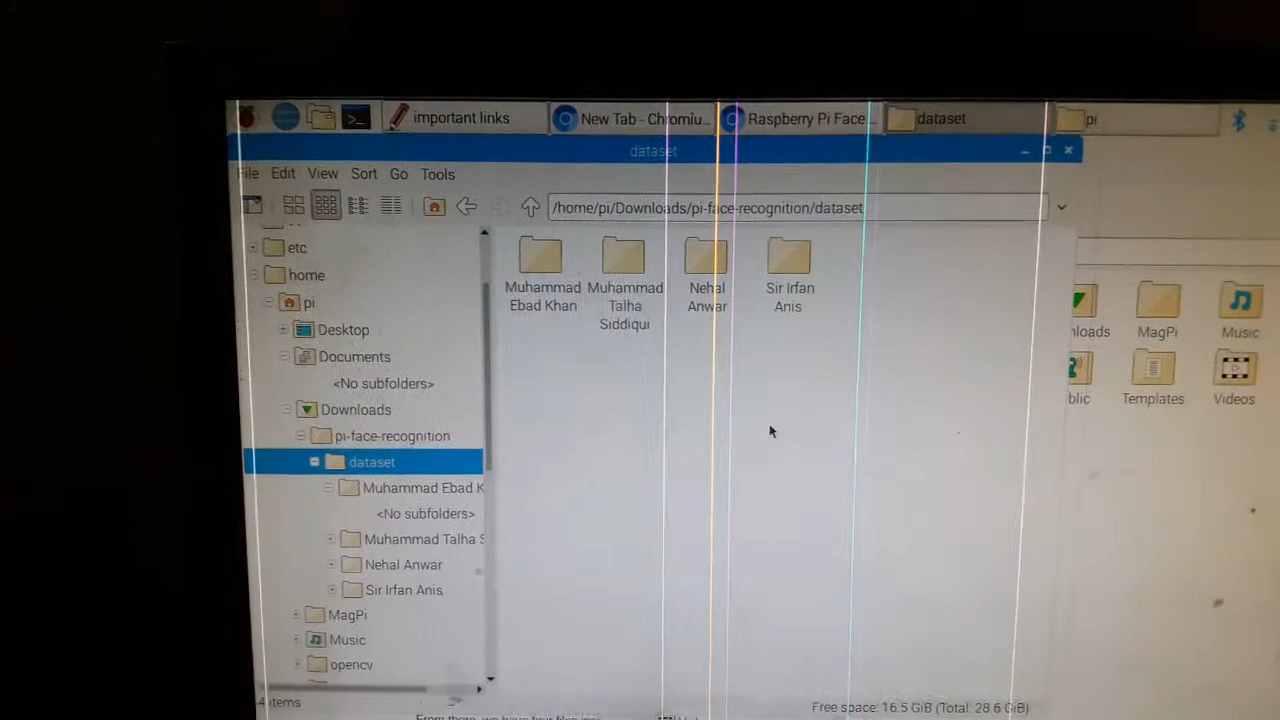 important links
New Tab - Chromiu...
Raspberry Pi Face ...
dataset
pi
dataset
File Edit View Sort Go Tools
/home/pi/Downloads/pi-face-recognition/dataset
etc
home
pi
Desktop
Documents
<No subfolders>
Downloads
pi-face-recognition
dataset
Muhammad Ebad K
<No subfolders>
Muhammad Talha S
Nehal Anwar
Sir Irfan Anis
MagPi
Music
opencv
Muhammad
Ebad Khan
Muhammad
Talha
Siddiqui
Nehal
Anwar
Sir Irfan
Anis
nloads
MagPi
Music
blic
Templates
Videos
4 items
Free space: 16.5 GiB (Total: 28.6 GiB)